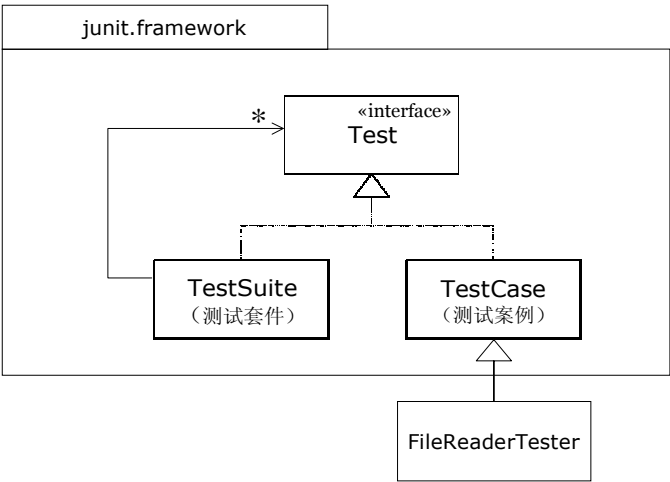 junit.framework
*
«interface»
Test
TestSuite
（测试套件）
TestCase
（测试案例）
FileReaderTester